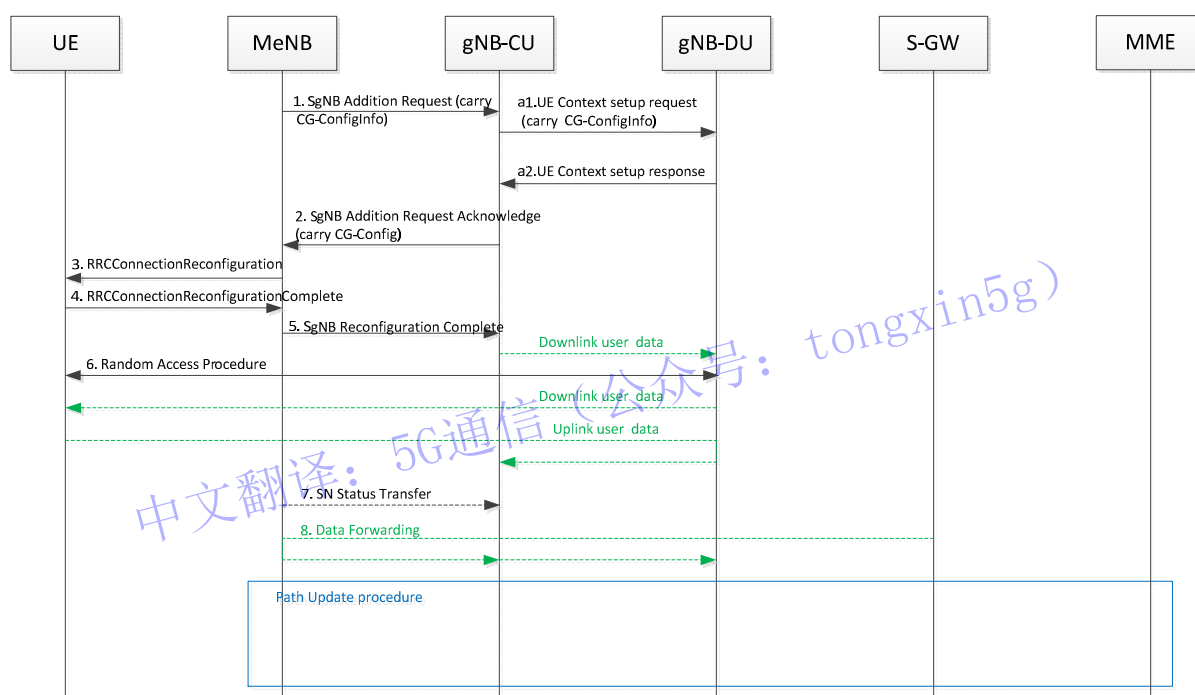 UE
MeNB
gNB-CU
gNB-DU
S-GW
MME
1. SgNB Addition Request (carry
CG-ConfigInfo)
a1.UE Context setup request
(carry CG-ConfigInfo)
a2.UE Context setup response
2. SgNB Addition Request Acknowledge
(carry CG-Config)
3. RRCConnectionReconfiguration
4. RRCConnectionReconfigurationComplete
5. SgNB Reconfiguration Complete
Downlink user data
6. Random Access Procedure
Downlink user data
Uplink user data
7. SN Status Transfer
8. Data Forwarding
Path Update procedure
中文翻译：5G通信（公众号：tongxin5g）